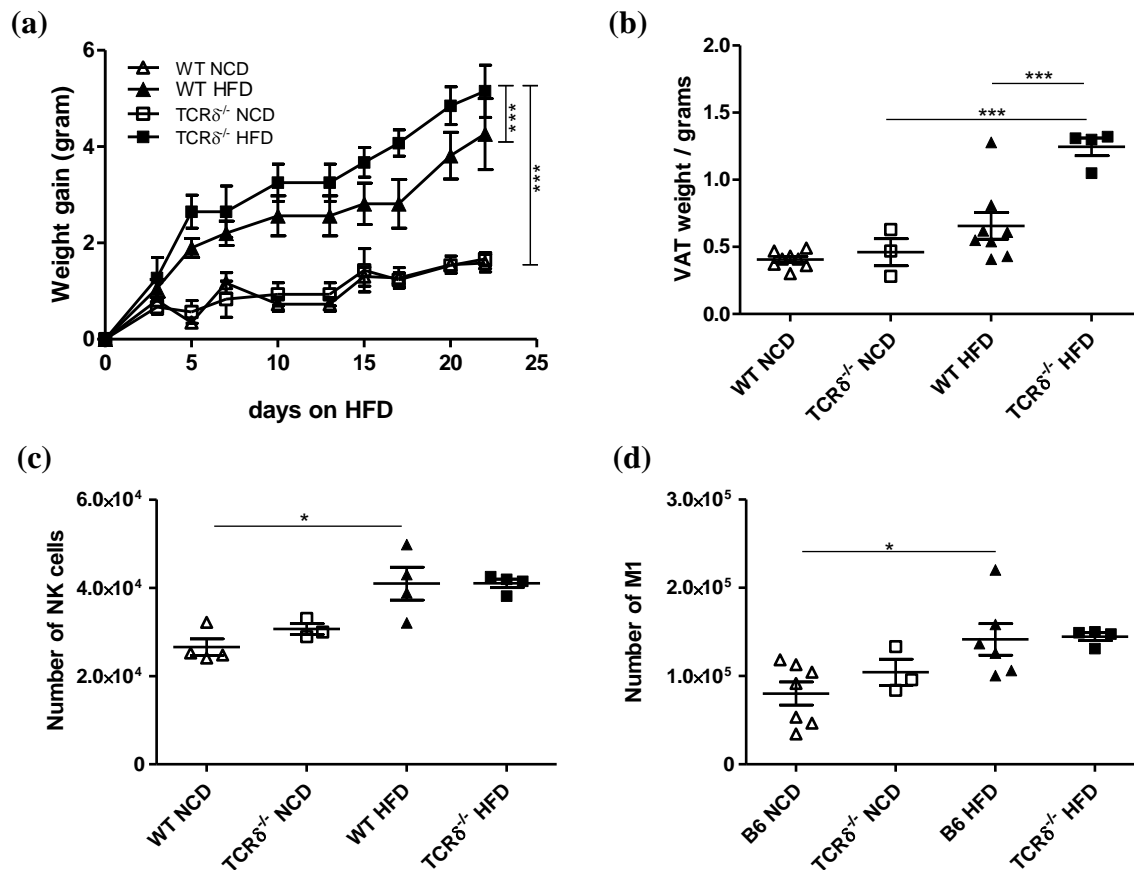 (a)
Weight gain (gram)
6
4
2
0
0
5
10
15
20
25
days on HFD
WT NCD
WT HFD
TCRδ-/- NCD
TCRδ-/- HFD
***
***
(b)
VAT weight / grams
2.0
1.5
1.0
0.5
0.0
***
***
WT NCD
TCRδ-/- NCD
WT HFD
TCRδ-/- HFD
(c)
Number of NK cells
6.0×10⁴
4.0×10⁴
2.0×10⁴
0
*
WT NCD
TCRδ-/- NCD
WT HFD
TCRδ-/- HFD
(d)
Number of M1
3.0×10⁵
2.0×10⁵
1.0×10⁵
0
*
B6 NCD
TCRδ-/- NCD
B6 HFD
TCRδ-/- HFD